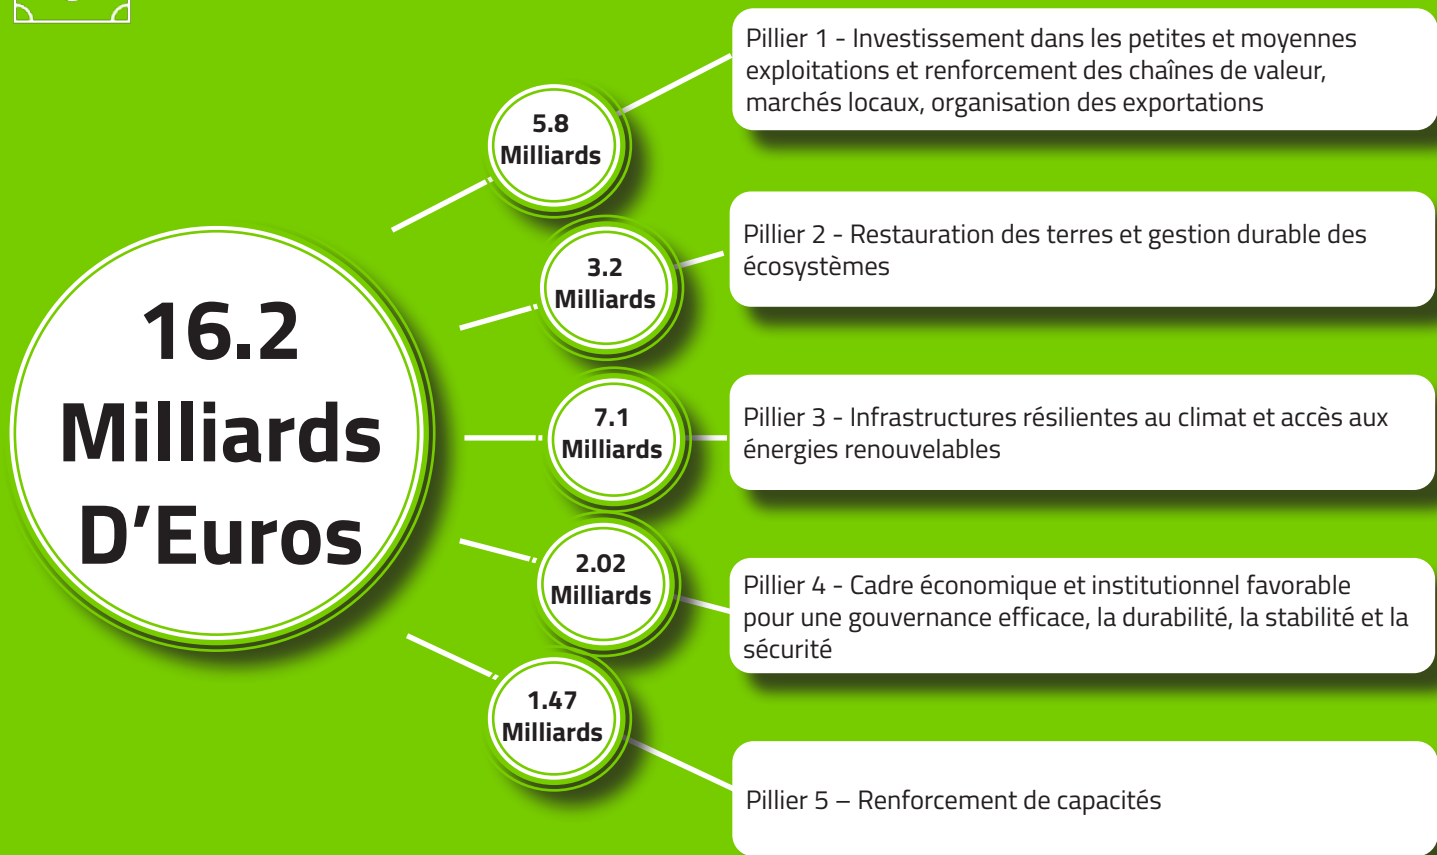 16.2
Milliards
D’Euros
5.8
Milliards
Pillier 1 - Investissement dans les petites et moyennes
exploitations et renforcement des chaînes de valeur,
marchés locaux, organisation des exportations
3.2
Milliards
Pillier 2 - Restauration des terres et gestion durable des
écosystèmes
7.1
Milliards
Pillier 3 - Infrastructures résilientes au climat et accès aux
énergies renouvelables
2.02
Milliards
Pillier 4 - Cadre économique et institutionnel favorable
pour une gouvernance efficace, la durabilité, la stabilité et la
sécurité
1.47
Milliards
Pillier 5 – Renforcement de capacités